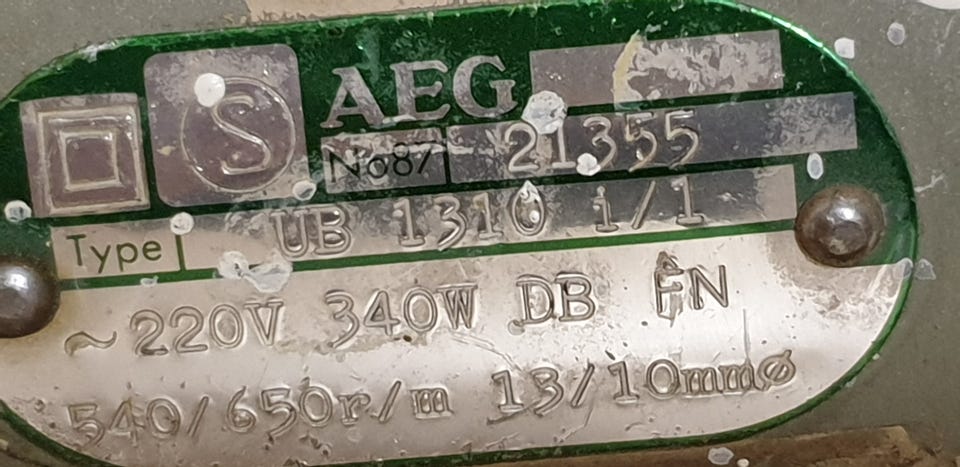 S AEG
No87 21355
Type UB 1310 i/1
~220V 340W DB FN
540/650r/m 13/10mmø